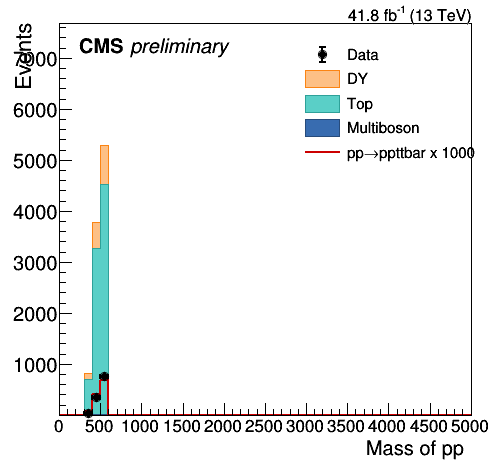 41.8 fb⁻¹ (13 TeV)
CMS preliminary
Events
Data
DY
Top
Multiboson
pp→ppttbar x 1000
7000
6000
5000
4000
3000
2000
1000
0 500 1000 1500 2000 2500 3000 3500 4000 4500 5000
Mass of pp